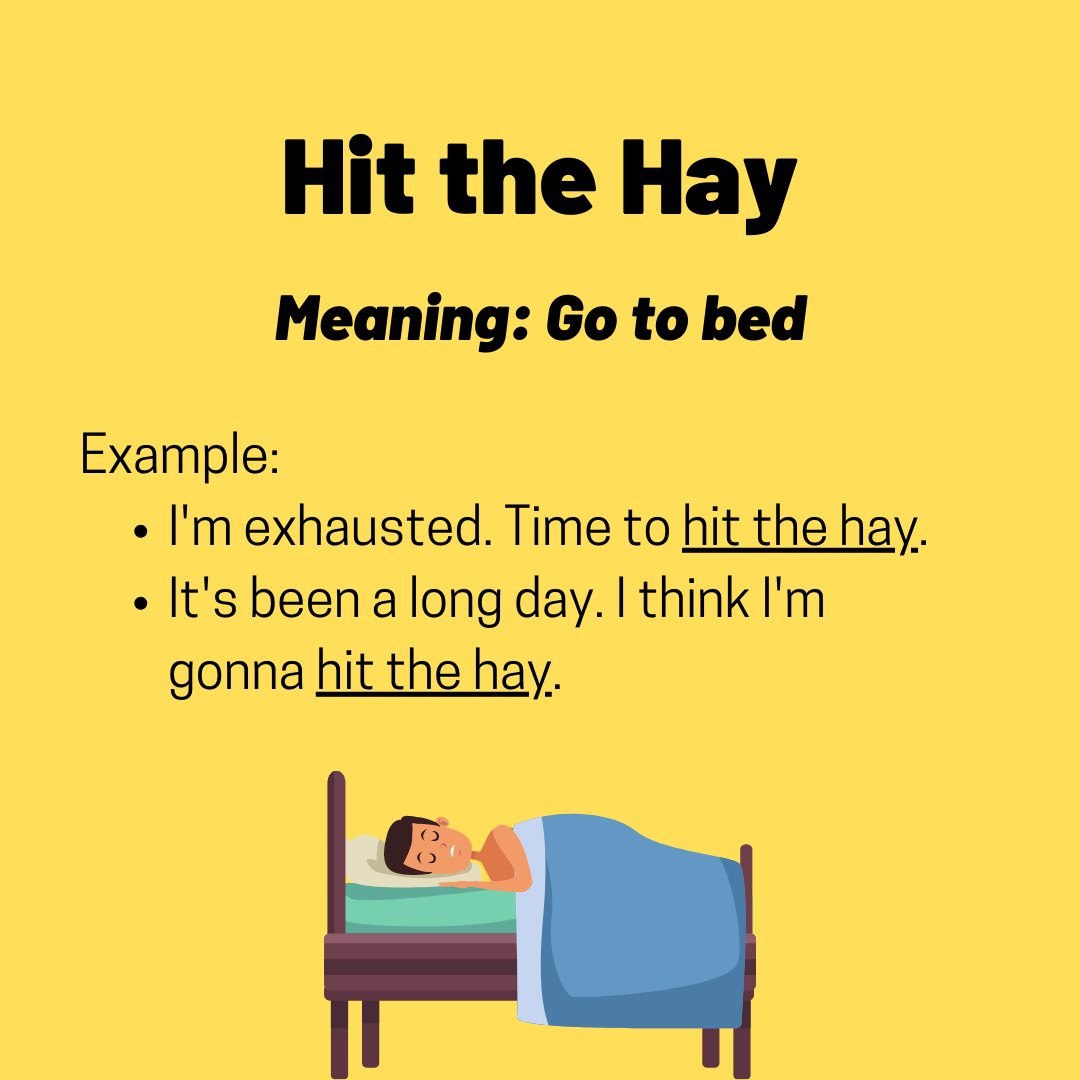 Hit the Hay
Meaning: Go to bed
Example:
• I'm exhausted. Time to hit the hay.
• It's been a long day. I think I'm
gonna hit the hay.